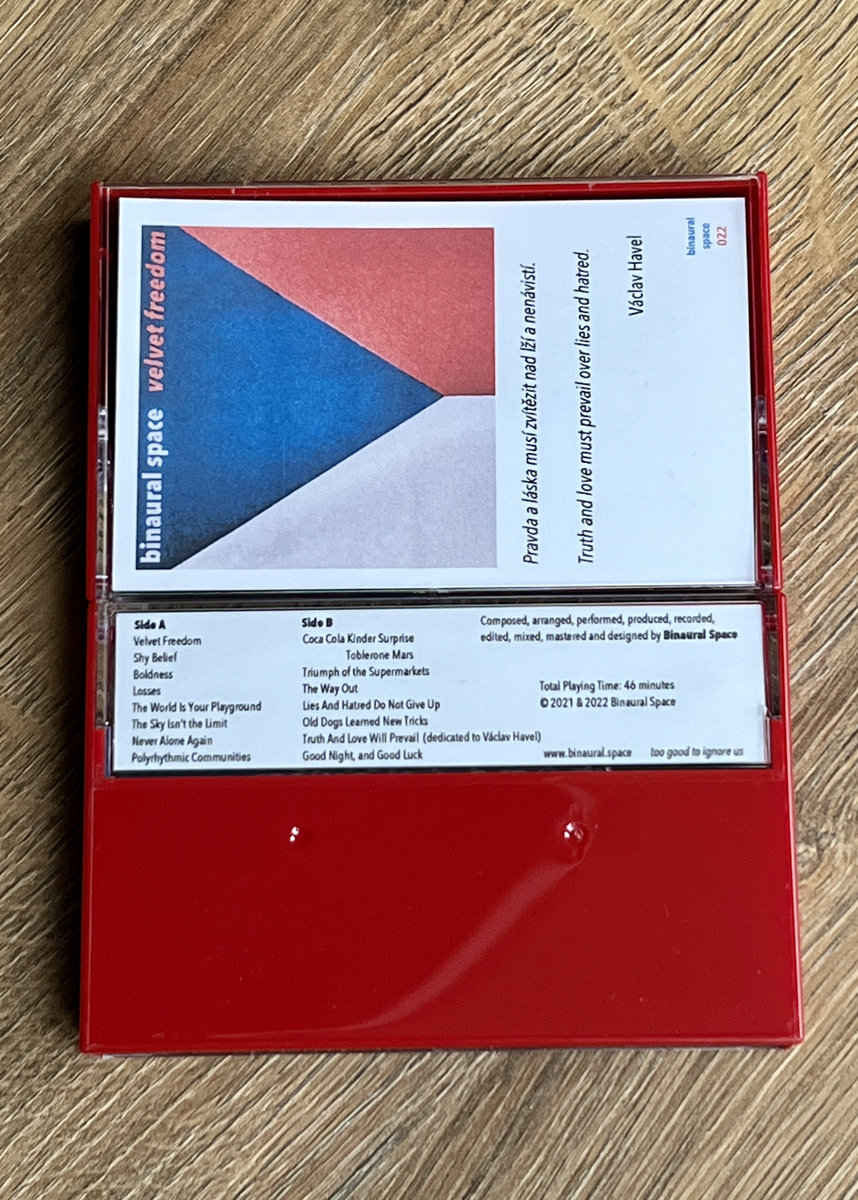 binaural space velvet freedom
Pravda a láska musí zvítězit nad lží a nenávistí.
Truth and love must prevail over lies and hatred.
Václav Havel
binaural
space
022
Side A
Velvet Freedom
Shy Belief
Boldness
Losses
The World Is Your Playground
The Sky Isn't the Limit
Never Alone Again
Polyrhythmic Communities
Side B
Coca Cola Kinder Surprise
Toblerone Mars
Triumph of the Supermarkets
The Way Out
Lies And Hatred Do Not Give Up
Old Dogs Learned New Tricks
Truth And Love Will Prevail (dedicated to Václav Havel)
Good Night, and Good Luck
Composed, arranged, performed, produced, recorded,
edited, mixed, mastered and designed by Binaural Space
Total Playing Time: 46 minutes
© 2021 & 2022 Binaural Space
www.binaural.space too good to ignore us